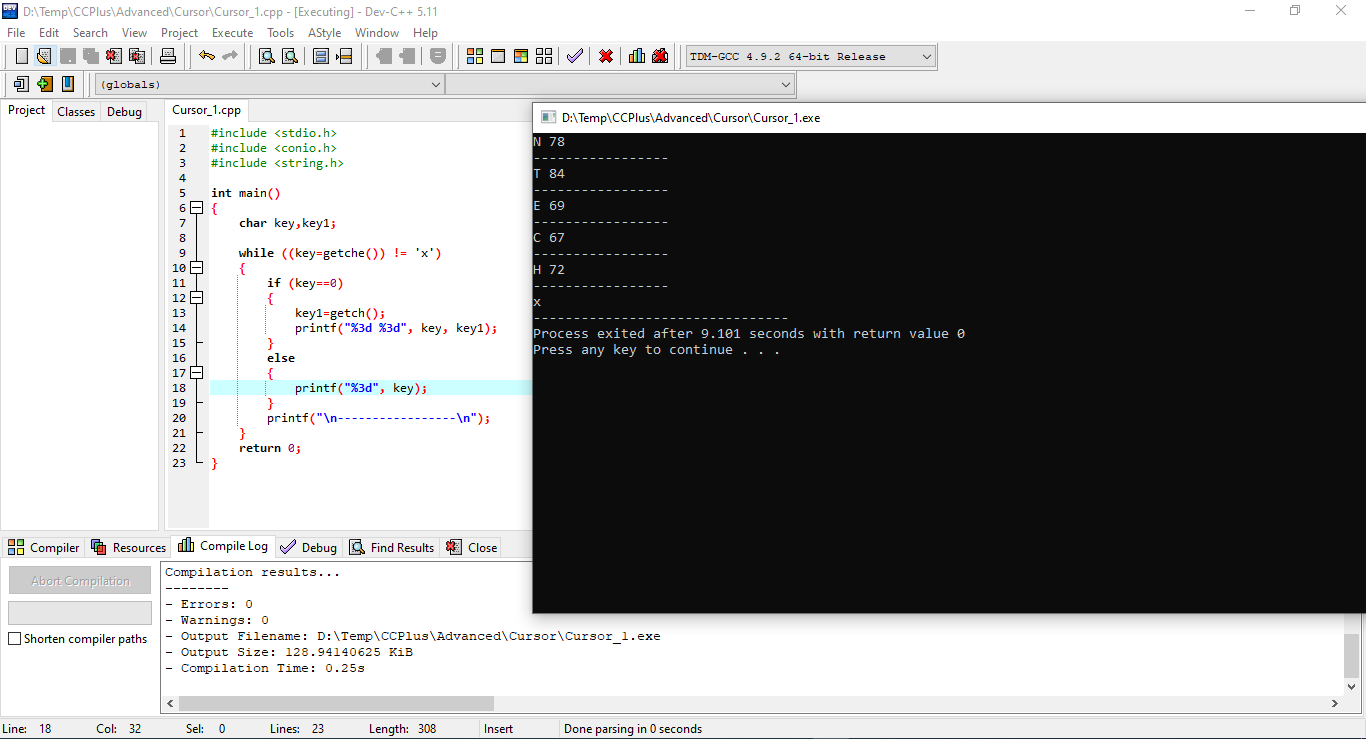 D:\Temp\CCPlus\Advanced\Cursor\Cursor_1.cpp - [Executing] - Dev-C++ 5.11
File Edit Search View Project Execute Tools AStyle Window Help
TDM-GCC 4.9.2 64-bit Release
(globals)
Project Classes Debug
Cursor_1.cpp
1 #include <stdio.h>
2 #include <conio.h>
3 #include <string.h>
4
5 int main()
6 {
7 char key,key1;
8
9 while ((key=getche()) != 'x')
10 {
11 if (key==0)
12 {
13 key1=getch();
14 printf("%3d %3d", key, key1);
15 }
16 else
17 {
18 printf("%3d", key);
19 }
20 printf("\n-----------------\n");
21 }
22 return 0;
23 }
D:\Temp\CCPlus\Advanced\Cursor\Cursor_1.exe
N 78
-----------------
T 84
-----------------
E 69
-----------------
C 67
-----------------
H 72
-----------------
x
--------------------------------
Process exited after 9.101 seconds with return value 0
Press any key to continue . . .
Compiler Resources Compile Log Debug Find Results Close
Abort Compilation
Shorten compiler paths
Compilation results...
--------
- Errors: 0
- Warnings: 0
- Output Filename: D:\Temp\CCPlus\Advanced\Cursor\Cursor_1.exe
- Output Size: 128.94140625 KiB
- Compilation Time: 0.25s
Line: 18 Col: 32 Sel: 0 Lines: 23 Length: 308 Insert Done parsing in 0 seconds